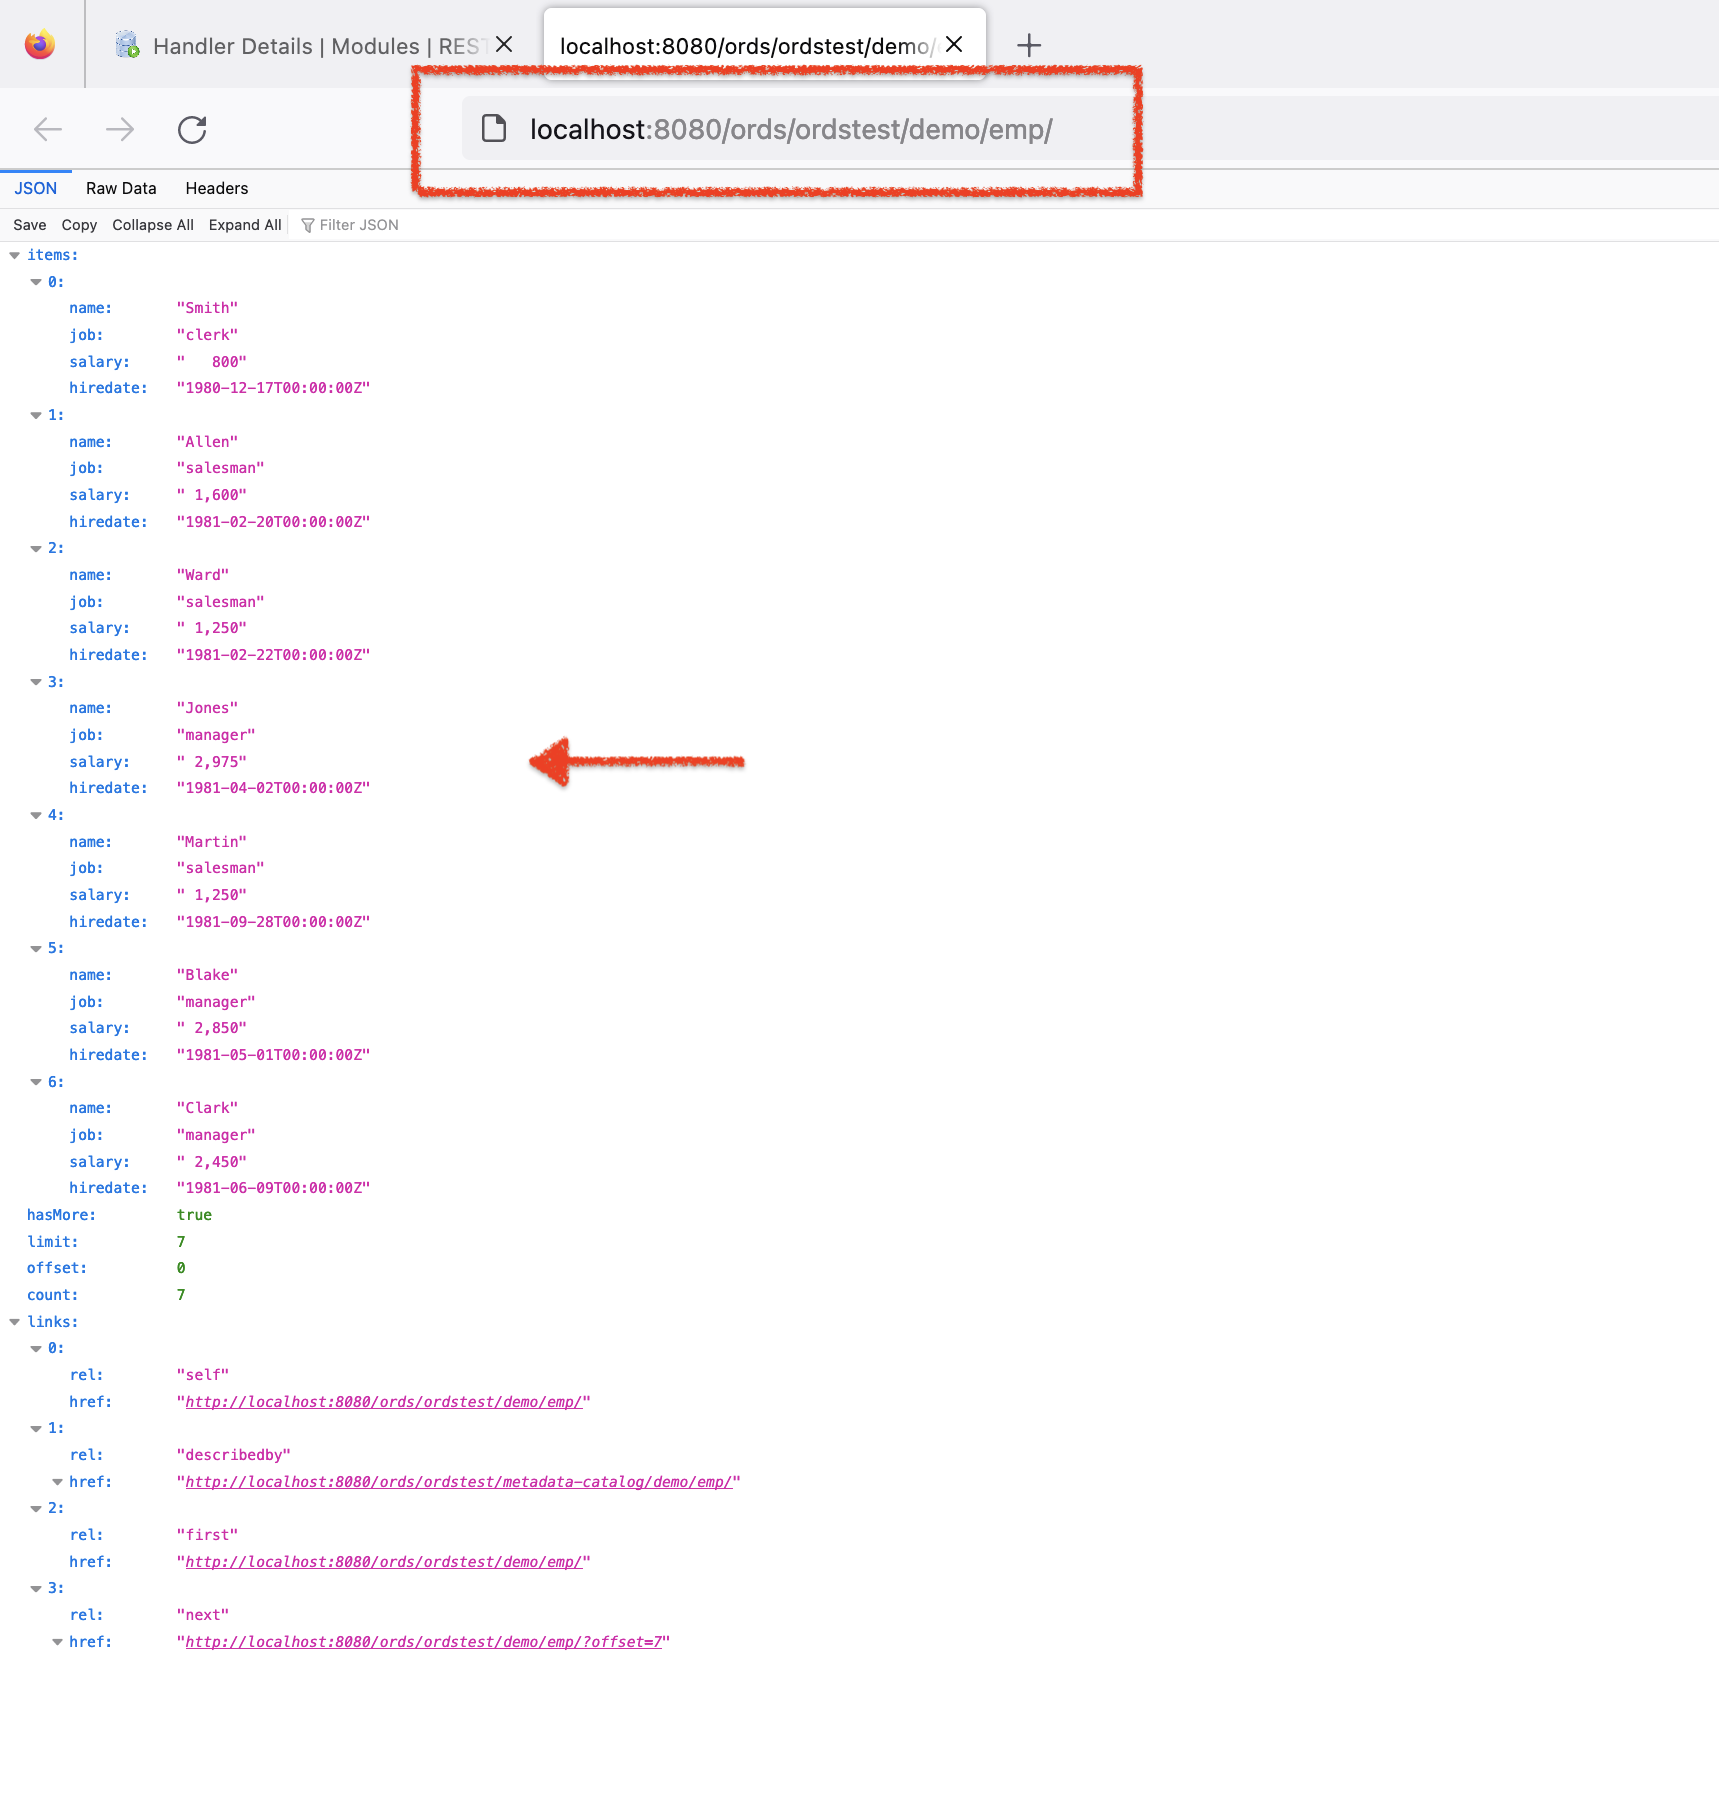 Handler Details | Modules | REST
localhost:8080/ords/ordstest/demo/
localhost:8080/ords/ordstest/demo/emp/
JSON Raw Data Headers
Save Copy Collapse All Expand All Filter JSON
items:
0:
name: "Smith"
job: "clerk"
salary: "   800"
hiredate: "1980-12-17T00:00:00Z"
1:
name: "Allen"
job: "salesman"
salary: " 1,600"
hiredate: "1981-02-20T00:00:00Z"
2:
name: "Ward"
job: "salesman"
salary: " 1,250"
hiredate: "1981-02-22T00:00:00Z"
3:
name: "Jones"
job: "manager"
salary: " 2,975"
hiredate: "1981-04-02T00:00:00Z"
4:
name: "Martin"
job: "salesman"
salary: " 1,250"
hiredate: "1981-09-28T00:00:00Z"
5:
name: "Blake"
job: "manager"
salary: " 2,850"
hiredate: "1981-05-01T00:00:00Z"
6:
name: "Clark"
job: "manager"
salary: " 2,450"
hiredate: "1981-06-09T00:00:00Z"
hasMore: true
limit: 7
offset: 0
count: 7
links:
0:
rel: "self"
href: "http://localhost:8080/ords/ordstest/demo/emp/"
1:
rel: "describedby"
href: "http://localhost:8080/ords/ordstest/metadata-catalog/demo/emp/"
2:
rel: "first"
href: "http://localhost:8080/ords/ordstest/demo/emp/"
3:
rel: "next"
href: "http://localhost:8080/ords/ordstest/demo/emp/?offset=7"